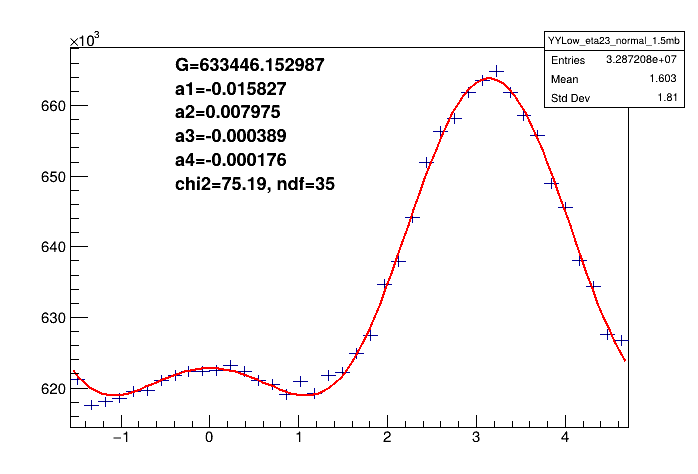 ×10³
YYLow_eta23_normal_1.5mb
Entries 3.287208e+07
Mean 1.603
Std Dev 1.81
G=633446.152987
a1=-0.015827
a2=0.007975
a3=-0.000389
a4=-0.000176
chi2=75.19, ndf=35
660
650
640
630
620
−1 0 1 2 3 4